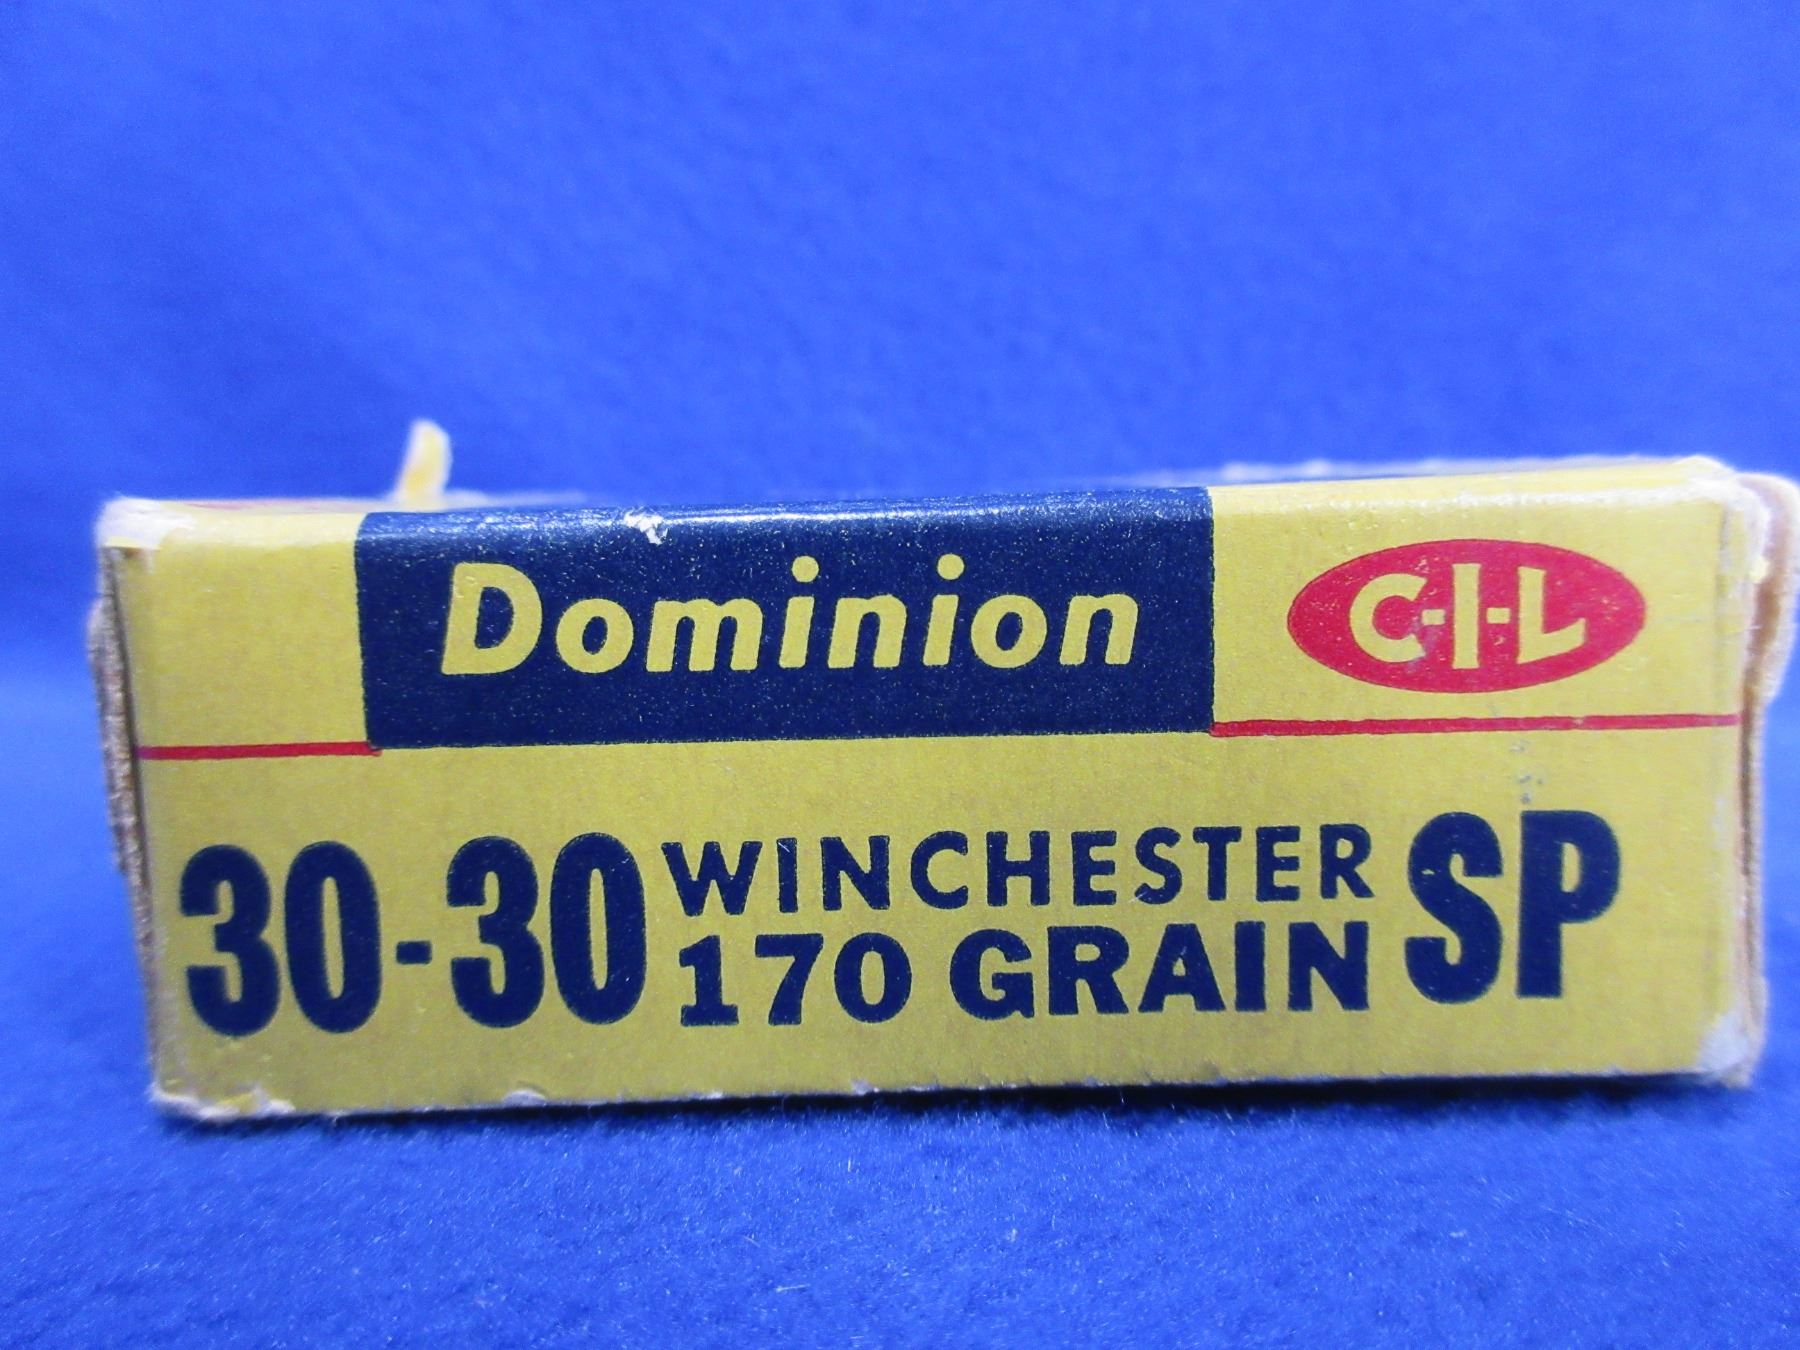 Dominion
C-I-L
30-30 WINCHESTER SP
170 GRAIN